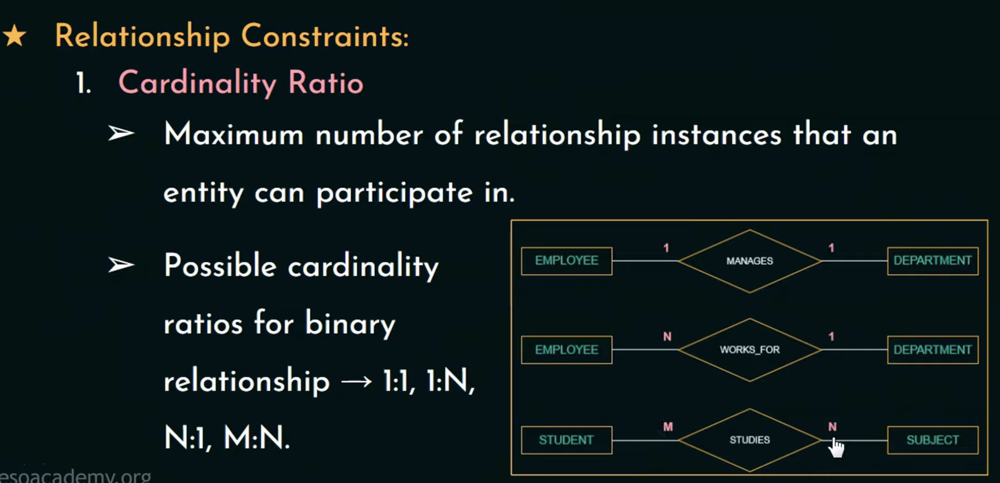 ★ Relationship Constraints:
1. Cardinality Ratio
➢ Maximum number of relationship instances that an
entity can participate in.
➢ Possible cardinality
ratios for binary
relationship → 1:1, 1:N,
N:1, M:N.
EMPLOYEE 1 MANAGES 1 DEPARTMENT
EMPLOYEE N WORKS_FOR 1 DEPARTMENT
STUDENT M STUDIES N SUBJECT
esoacademy.org